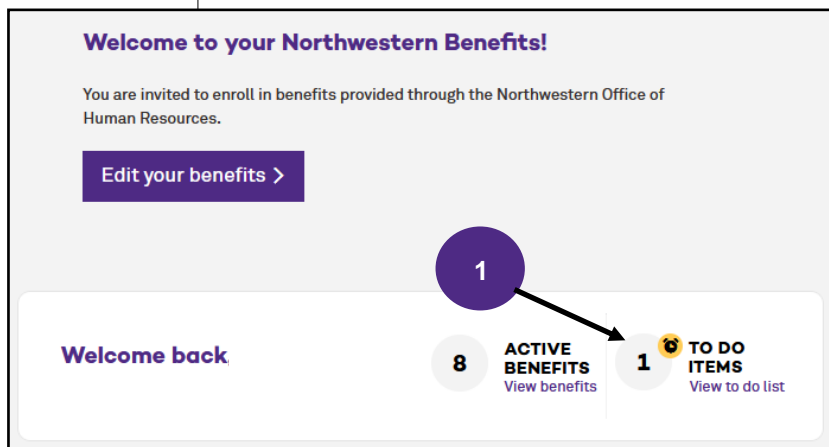 Welcome to your Northwestern Benefits!
You are invited to enroll in benefits provided through the Northwestern Office of
Human Resources.
Edit your benefits >
1
Welcome back
8
ACTIVE
BENEFITS
View benefits
1
TO DO
ITEMS
View to do list